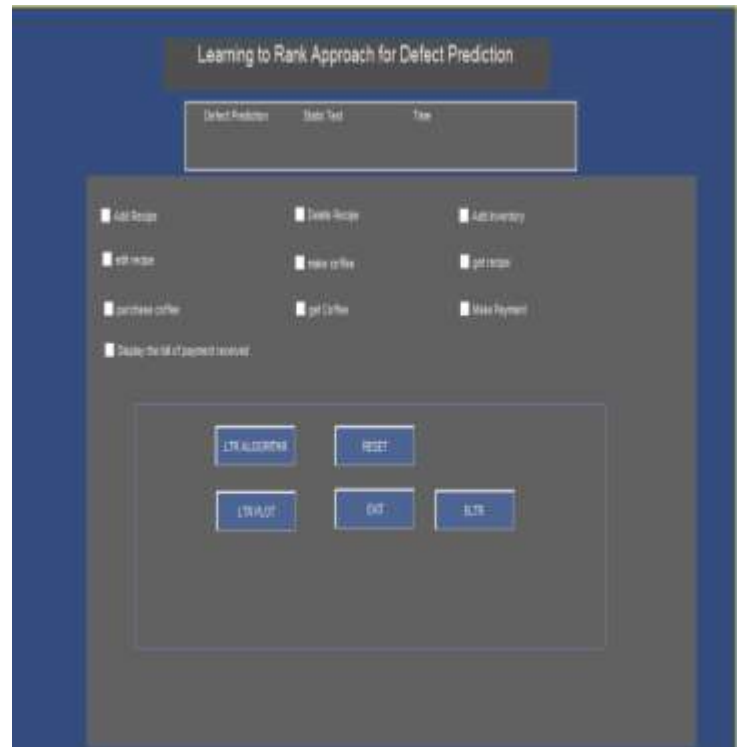 Learning to Rank Approach for Defect Prediction
Defect Prediction Static Text Time
Add Recipe Delete Recipe Add Inventory
edit recipe make coffee get recipe
purchase coffee get Coffee Make Payment
Display the bill of payment received
LTR ALGORITHM RESET
LTR PLOT EXIT ELTR